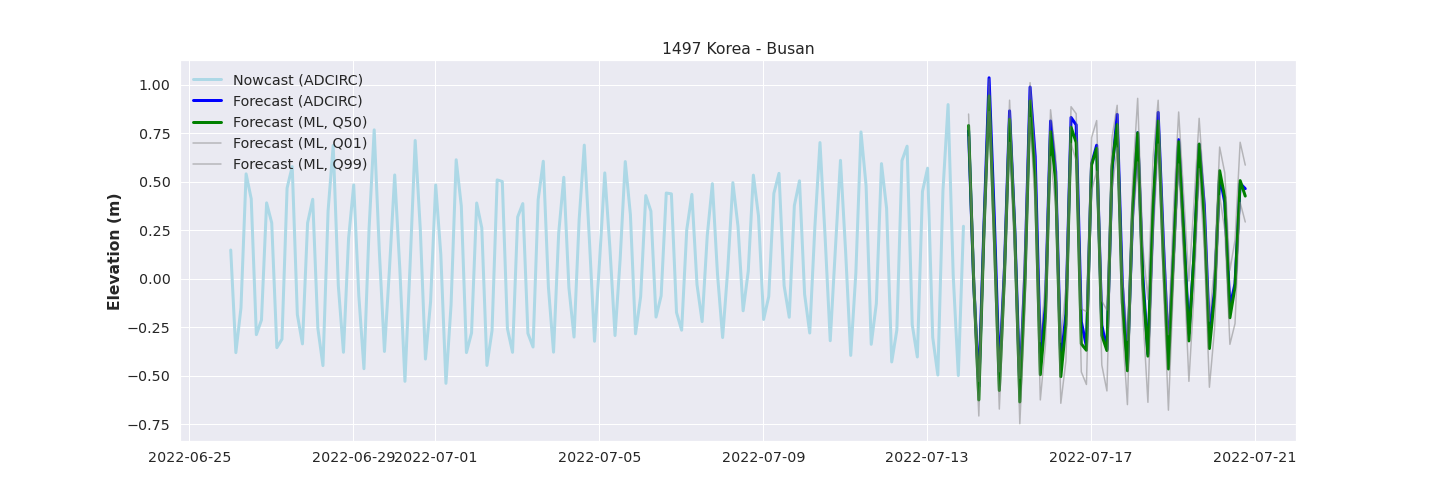 1497 Korea - Busan
Nowcast (ADCIRC)
Forecast (ADCIRC)
Forecast (ML, Q50)
Forecast (ML, Q01)
Forecast (ML, Q99)
Elevation (m)
1.00
0.75
0.50
0.25
0.00
−0.25
−0.50
−0.75
2022-06-25 2022-06-29 2022-07-01 2022-07-05 2022-07-09 2022-07-13 2022-07-17 2022-07-21